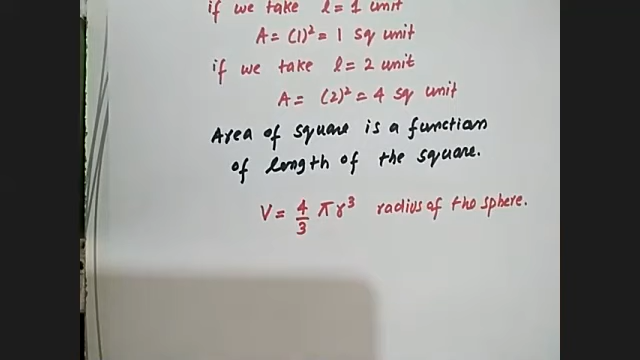 if we take l = 1 unit
A = (1)² = 1 sq unit
if we take l = 2 unit
A = (2)² = 4 sq unit
Area of square is a function
of length of the square.
V = 4/3 πr³ radius of the sphere.